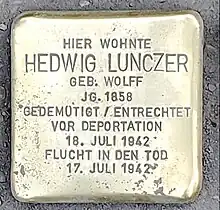 HIER WOHNTE
HEDWIG LUNCZER
GEB. WOLFF
JG. 1858
GEDEMÜTIGT / ENTRECHTET
VOR DEPORTATION
18. JULI 1942
FLUCHT IN DEN TOD
17. JULI 1942